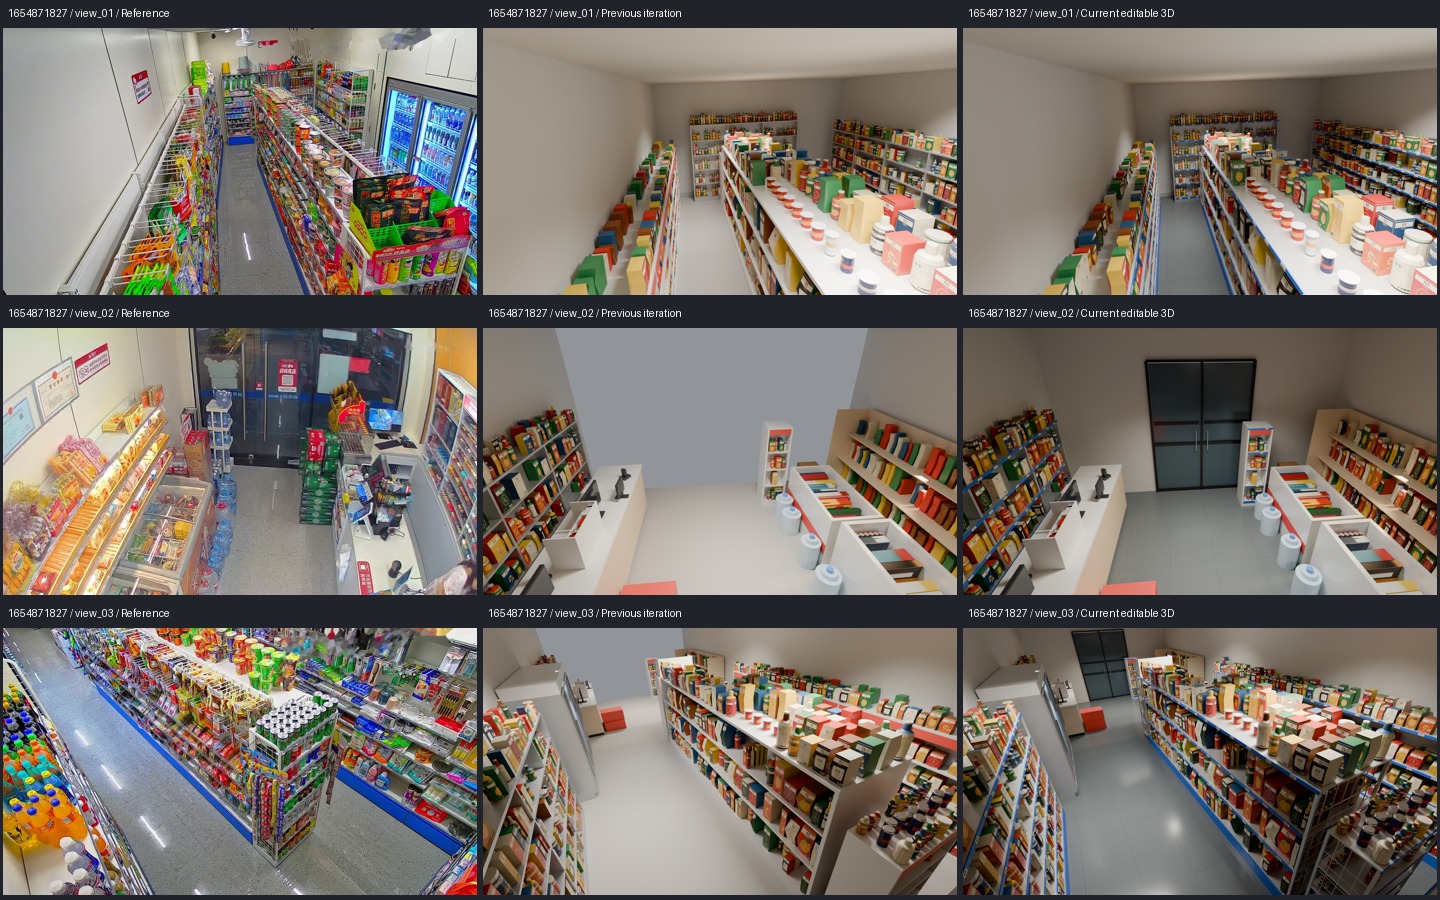 1654871827 / view_01 / Reference
1654871827 / view_01 / Previous iteration
1654871827 / view_01 / Current editable 3D
1654871827 / view_02 / Reference
1654871827 / view_02 / Previous iteration
1654871827 / view_02 / Current editable 3D
1654871827 / view_03 / Reference
1654871827 / view_03 / Previous iteration
1654871827 / view_03 / Current editable 3D